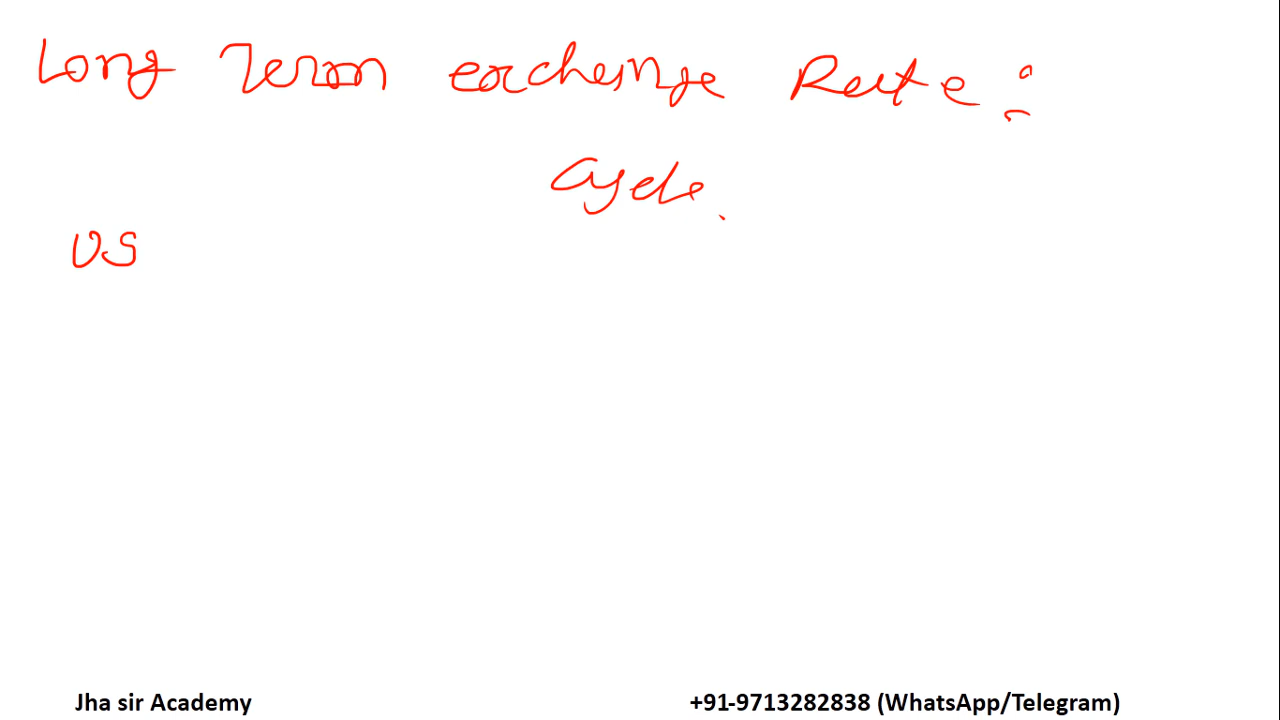 Long Term exchange Rate :
Cycle.
US
Jha sir Academy +91-9713282838 (WhatsApp/Telegram)